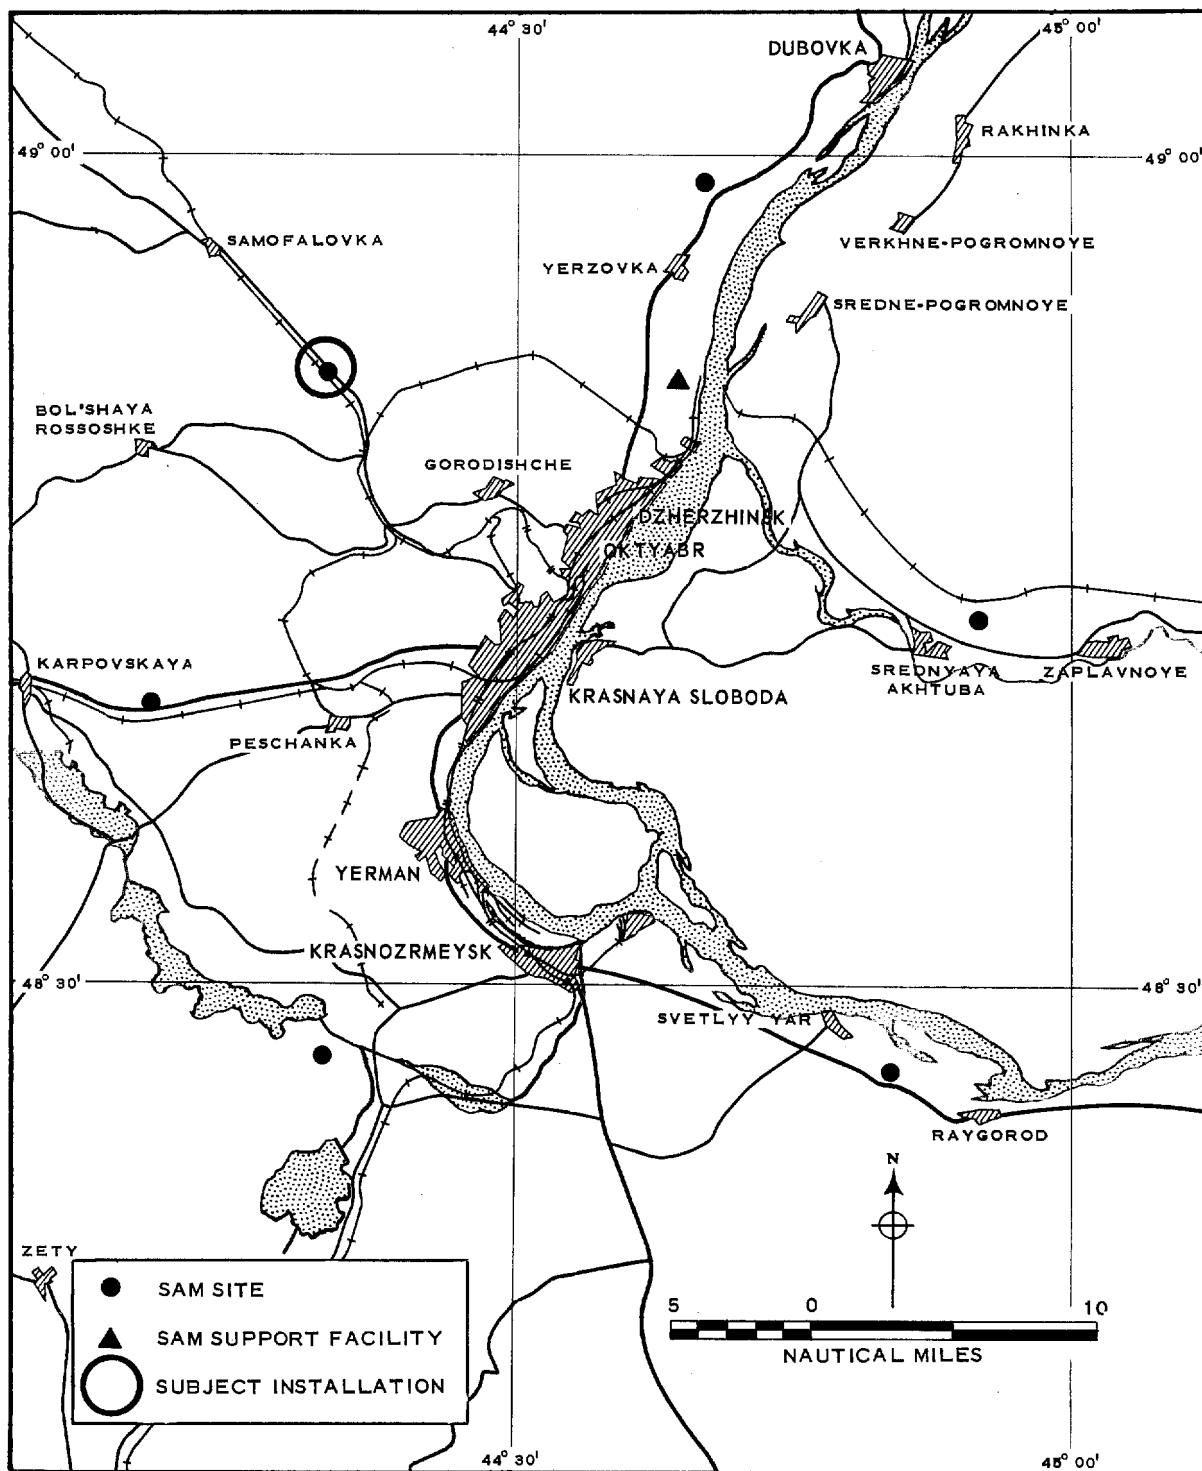 44° 30'
45° 00'
DUBOVKA
RAKHINKA
49° 00'
49° 00'
SAMOFALOVKA
VERKHNE-POGROMNOYE
YERZOVKA
SREDNE-POGROMNOYE
BOL'SHAYA
ROSSOSHKE
GORODISHCHE
DZHERZHINSK
OKTYABR
KARPOVSKAYA
SREDNYAYA
AKHTUBA
ZAPLAVNOYE
KRASNAYA SLOBODA
PESCHANKA
YERMAN
KRASNOZRMEYSK
48° 30'
48° 30'
SVETLYY YAR
RAYGOROD
N
ZETY
SAM SITE
SAM SUPPORT FACILITY
SUBJECT INSTALLATION
5 0 10
NAUTICAL MILES
44° 30'
45° 00'